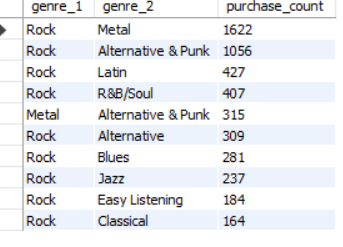 genre_1 genre_2 purchase_count
Rock Metal 1622
Rock Alternative & Punk 1056
Rock Latin 427
Rock R&B/Soul 407
Metal Alternative & Punk 315
Rock Alternative 309
Rock Blues 281
Rock Jazz 237
Rock Easy Listening 184
Rock Classical 164